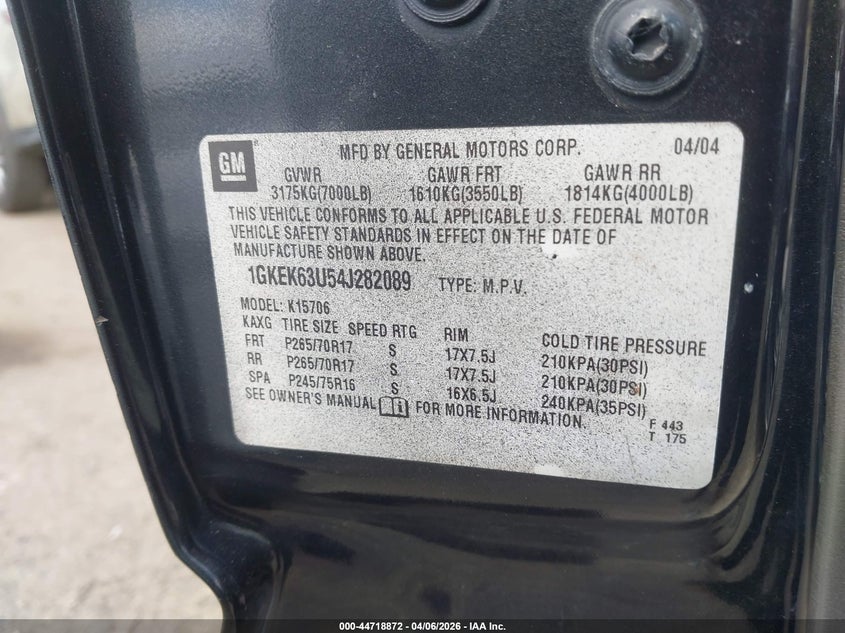 GM
MFD BY GENERAL MOTORS CORP. 04/04
GVWR GAWR FRT GAWR RR
3175KG(7000LB) 1610KG(3550LB) 1814KG(4000LB)
THIS VEHICLE CONFORMS TO ALL APPLICABLE U.S. FEDERAL MOTOR
VEHICLE SAFETY STANDARDS IN EFFECT ON THE DATE OF
MANUFACTURE SHOWN ABOVE.
1GKEK63U54J282089 TYPE: M.P.V.
MODEL: K15706
KAXG TIRE SIZE SPEED RTG RIM COLD TIRE PRESSURE
FRT P265/70R17 S 17X7.5J 210KPA(30PSI)
RR P265/70R17 S 17X7.5J 210KPA(30PSI)
SPA P245/75R16 S 16X6.5J 240KPA(35PSI)
SEE OWNER'S MANUAL FOR MORE INFORMATION.
F 443
T 175
000-44718872 - 04/06/2026 - IAA Inc.